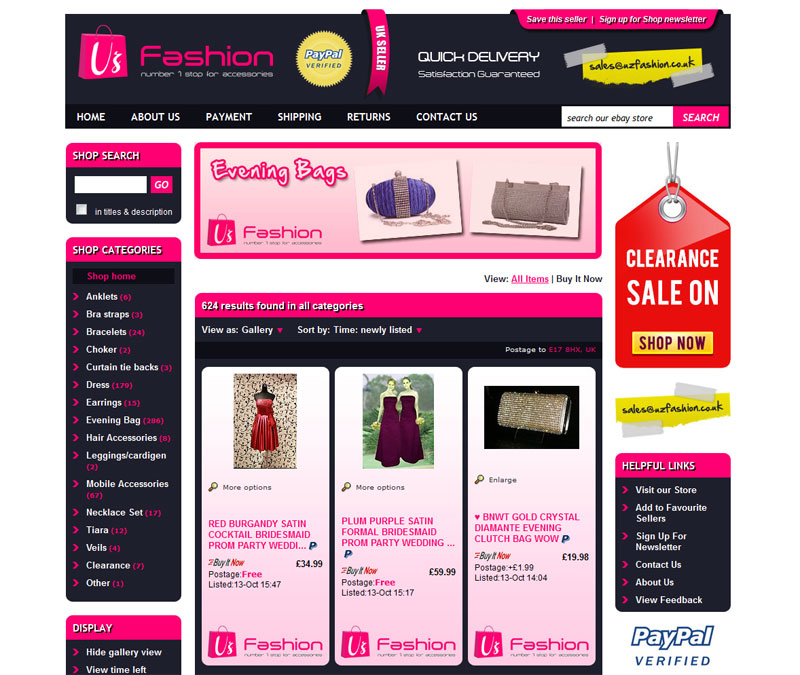 Save this seller | Sign up for Shop newsletter
U's Fashion
number 1 stop for accessories
PayPal
VERIFIED
UK SELLER
QUICK DELIVERY
Satisfaction Guaranteed
sales@uzfashion.co.uk
HOME ABOUT US PAYMENT SHIPPING RETURNS CONTACT US
search our ebay store SEARCH
SHOP SEARCH
GO
in titles & description
SHOP CATEGORIES
Shop home
Anklets (6)
Bra straps (3)
Bracelets (24)
Choker (2)
Curtain tie backs (3)
Dress (179)
Earrings (15)
Evening Bag (286)
Hair Accessories (8)
Leggings/cardigen
(2)
Mobile Accessories
(67)
Necklace Set (17)
Tiara (12)
Veils (4)
Clearance (7)
Other (1)
DISPLAY
Hide gallery view
View time left
Evening Bags
U's Fashion
number 1 stop for accessories
View: All Items | Buy It Now
624 results found in all categories
View as: Gallery Sort by: Time: newly listed
Postage to E17 8HX, UK
More options
RED BURGANDY SATIN
COCKTAIL BRIDESMAID
PROM PARTY WEDDI... P
Buy It Now £34.99
Postage:Free
Listed:13-Oct 15:47
U's Fashion
number 1 stop for accessories
More options
PLUM PURPLE SATIN
FORMAL BRIDESMAID
PROM PARTY WEDDING ...
P
Buy It Now £59.99
Postage:Free
Listed:13-Oct 15:17
U's Fashion
number 1 stop for accessories
Enlarge
♥ BNWT GOLD CRYSTAL
DIAMANTE EVENING
CLUTCH BAG WOW P
Buy It Now £19.98
Postage:+£1.99
Listed:13-Oct 14:04
U's Fashion
number 1 stop for accessories
CLEARANCE
SALE ON
SHOP NOW
sales@uzfashion.co.uk
HELPFUL LINKS
Visit our Store
Add to Favourite
Sellers
Sign Up For
Newsletter
Contact Us
About Us
View Feedback
PayPal
VERIFIED